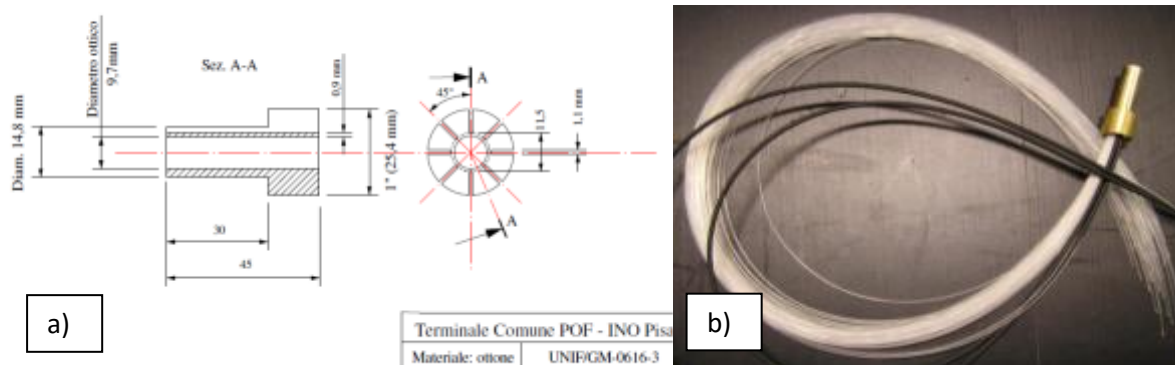 Sez. A-A
Diametro ottico
9,7mm
Diam. 14,8 mm
0,9 mm
1" (25,4 mm)
30
45
A
45°
11,5
1,1 mm
A
a)
Terminale Comune POF - INO Pisa
Materiale: ottone
UNIF/GM-0616-3
b)